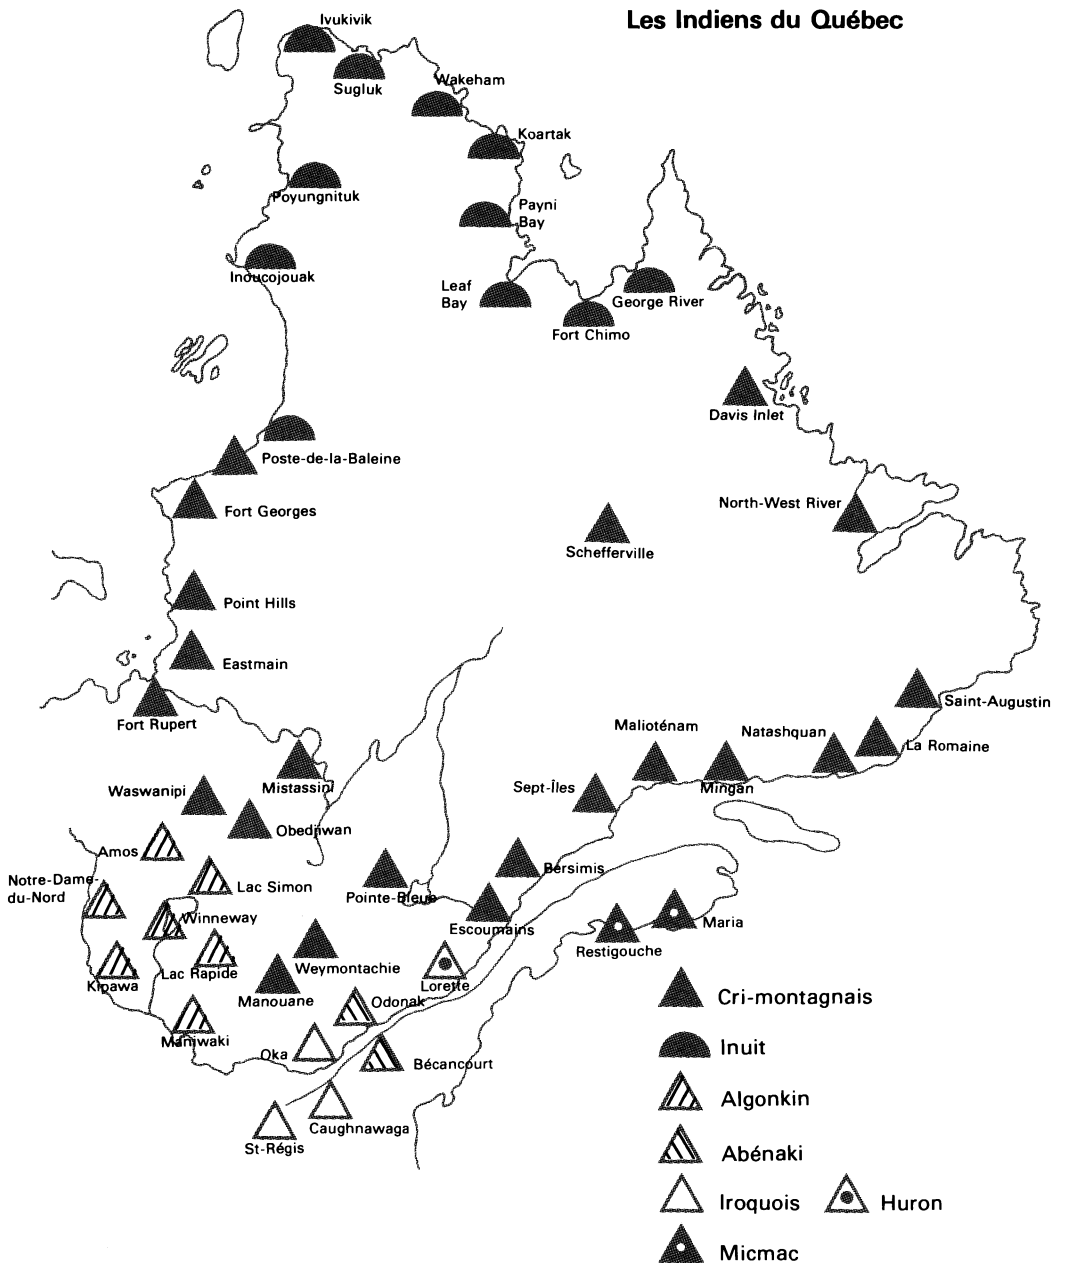 Les Indiens du Québec
Ivukivik
Sugluk
Wakeham
Koartak
Poyungnituk
Payni
Bay
Inoucojouak
Leaf
Bay
George River
Fort Chimo
Davis Inlet
Poste-de-la-Baleine
North-West River
Fort Georges
Schefferville
Point Hills
Eastmain
Saint-Augustin
Fort Rupert
Malioténam
Natashquan
La Romaine
Mistassini
Sept-Îles
Mingan
Waswanipi
Obedjiwan
Amos
Bersimis
Notre-Dame-
du-Nord
Lac Simon
Pointe-Bleue
Winneway
Escoumains
Maria
Restigouche
Lac Rapide
Weymontachie
Kipawa
Lorette
Manouane
Odonak
Cri-montagnais
Maniwaki
Oka
Inuit
Bécancourt
Algonkin
Caughnawaga
St-Régis
Abénaki
Iroquois
Huron
Micmac